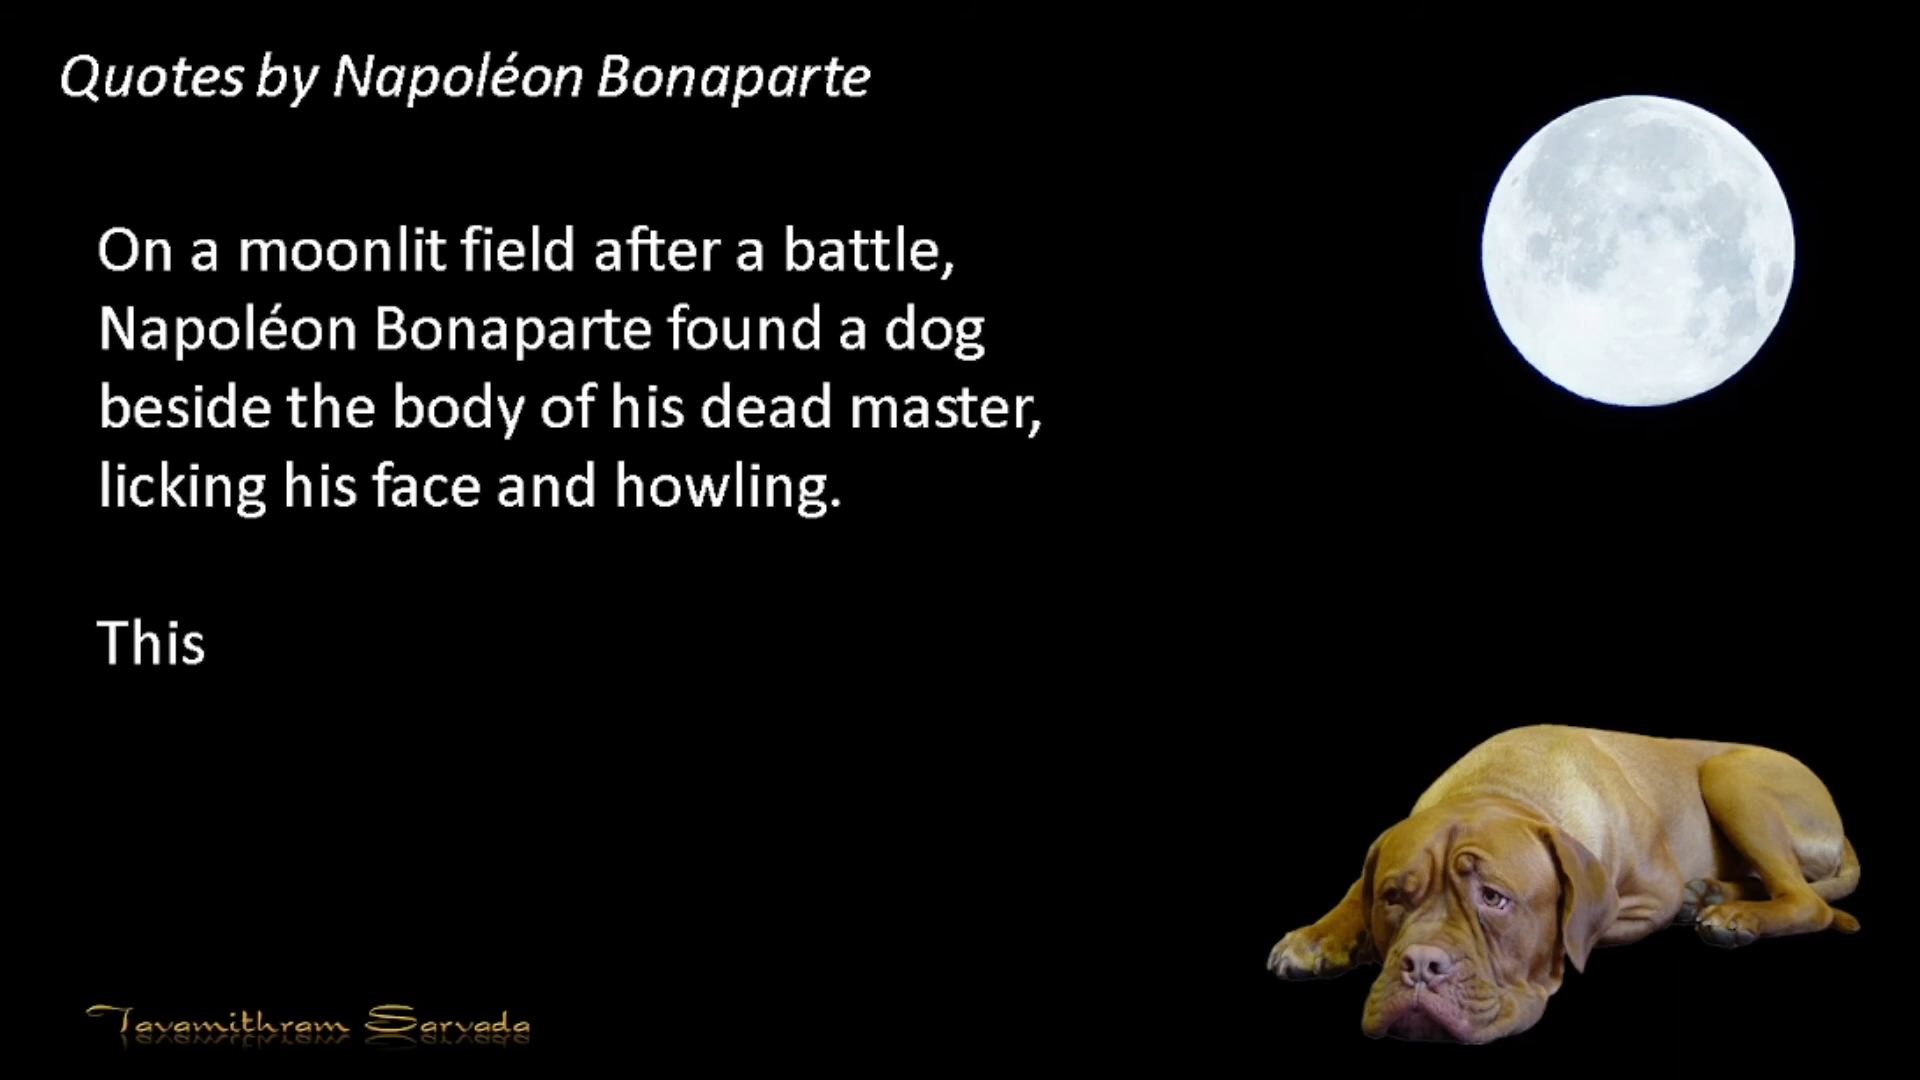 Quotes by Napoléon Bonaparte
On a moonlit field after a battle,
Napoléon Bonaparte found a dog
beside the body of his dead master,
licking his face and howling.
This
Tavamithram Sarvada